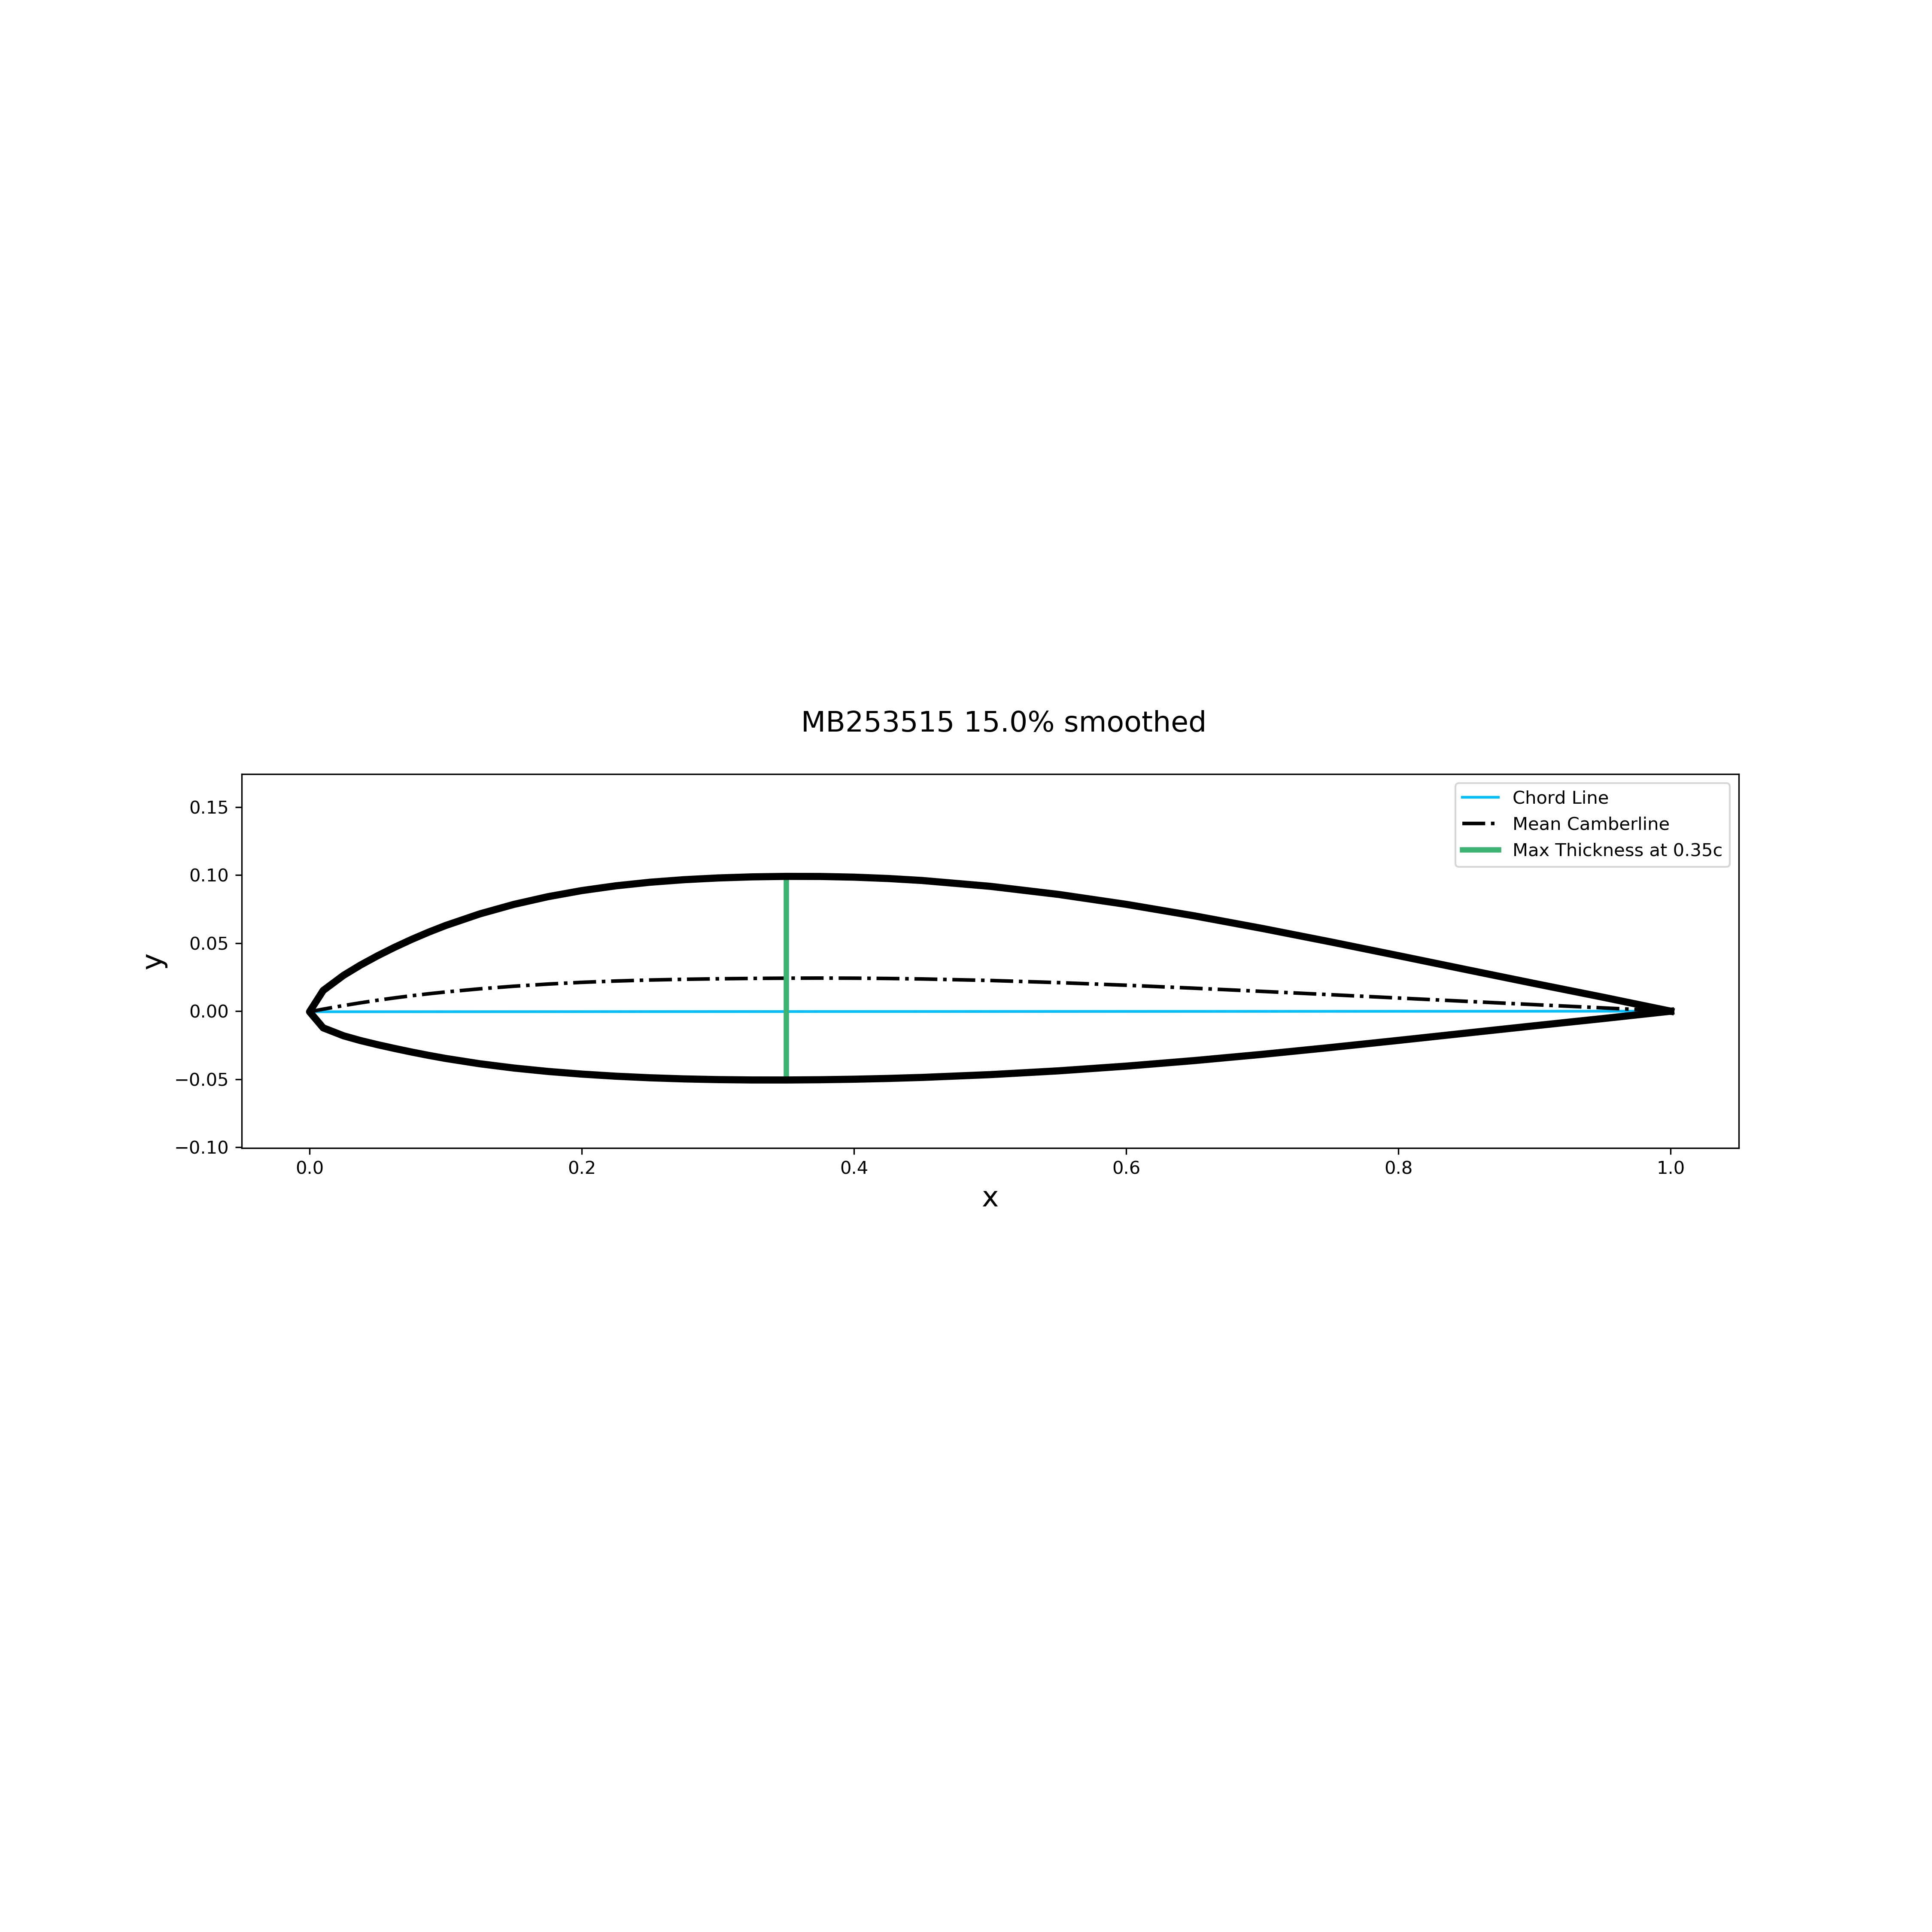 MB253515 15.0% smoothed
Chord Line
Mean Camberline
Max Thickness at 0.35c
y
0.15
0.10
0.05
0.00
−0.05
−0.10
0.0 0.2 0.4 0.6 0.8 1.0
x